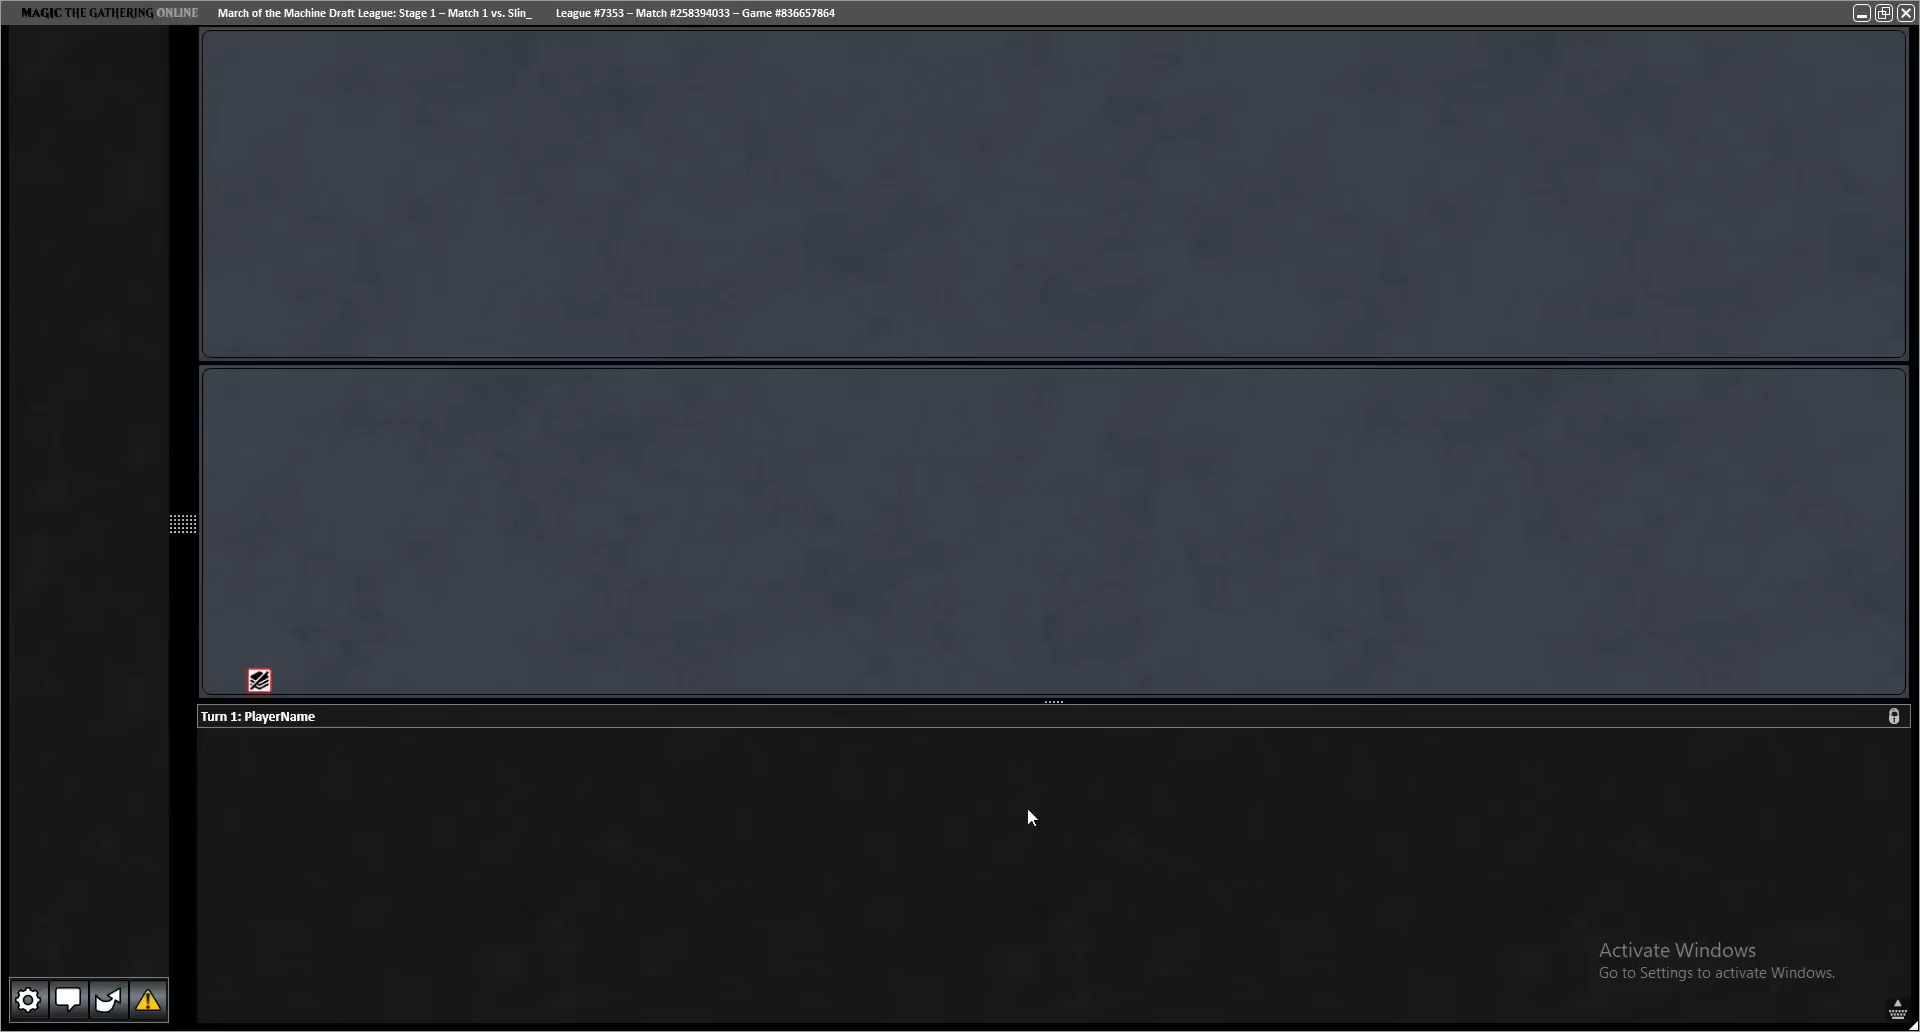 MAGIC THE GATHERING ONLINE March of the Machine Draft League: Stage 1 – Match 1 vs. Slin_ League #7353 – Match #258394033 – Game #836657864
Turn 1: PlayerName
Activate Windows
Go to Settings to activate Windows.